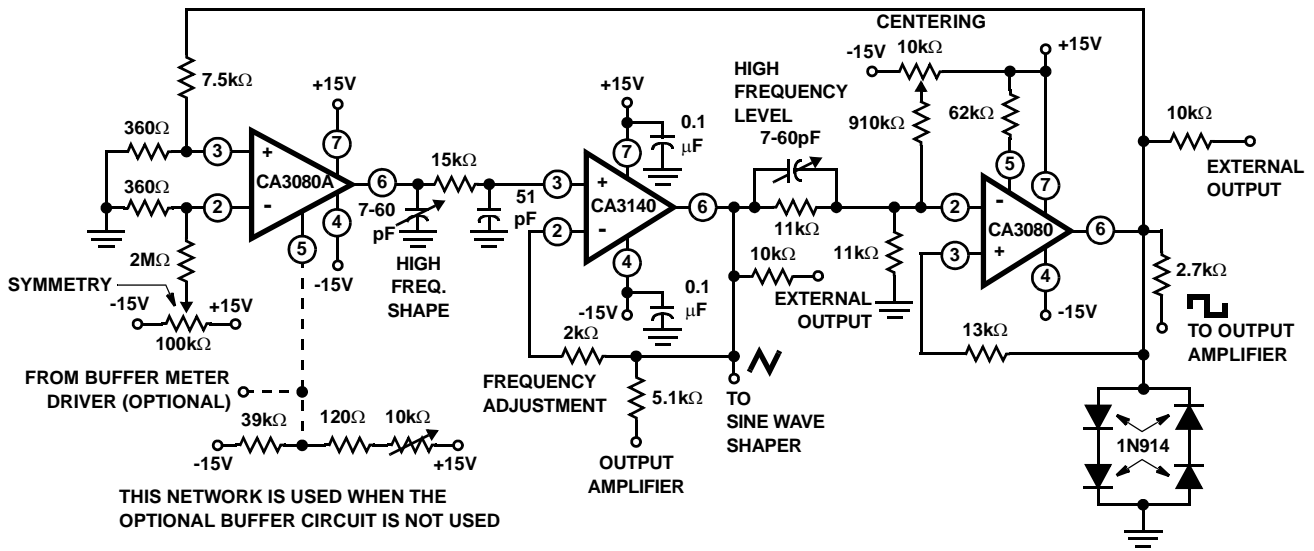 CENTERING
-15V
10kΩ
+15V
7.5kΩ
+15V
+15V
0.1
μF
HIGH
FREQUENCY
LEVEL
7-60pF
910kΩ
62kΩ
10kΩ
EXTERNAL
OUTPUT
360Ω
3
+
7
CA3080A
6
15kΩ
3
+
7
CA3140
6
5
7
360Ω
2
-
4
5
-15V
7-60
pF
51
pF
2
-
4
11kΩ
2
-
CA3080
6
3
+
4
-15V
2MΩ
HIGH
FREQ.
SHAPE
-15V
0.1
μF
10kΩ
EXTERNAL
OUTPUT
11kΩ
2.7kΩ
TO OUTPUT
AMPLIFIER
SYMMETRY
-15V
+15V
100kΩ
2kΩ
13kΩ
FROM BUFFER METER
DRIVER (OPTIONAL)
FREQUENCY
ADJUSTMENT
5.1kΩ
TO
SINE WAVE
SHAPER
1N914
39kΩ
120Ω
10kΩ
-15V
+15V
OUTPUT
AMPLIFIER
THIS NETWORK IS USED WHEN THE
OPTIONAL BUFFER CIRCUIT IS NOT USED